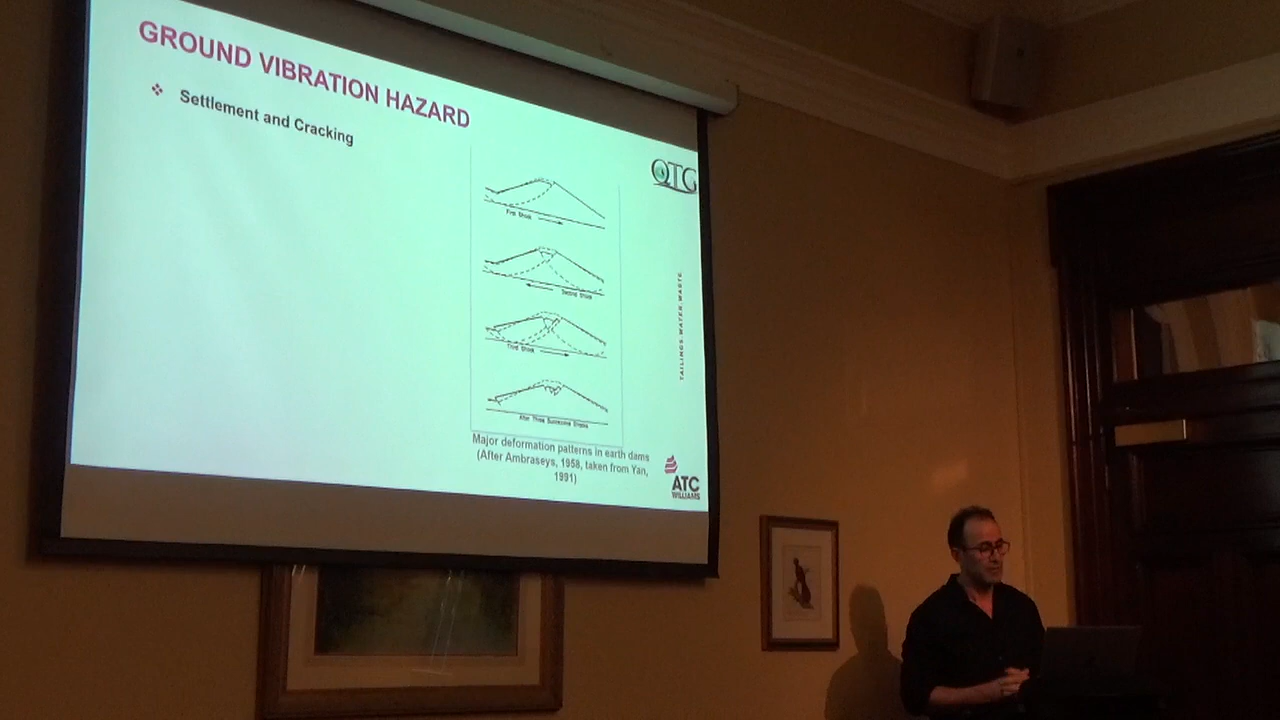 GROUND VIBRATION HAZARD
Settlement and Cracking
QTG
First Shock
Second Shock
Third Shock
After Three Successive Shocks
TAILINGS.WATER.WASTE.
Major deformation patterns in earth dams
(After Ambraseys, 1958, taken from Yan,
1991)
ATC
WILLIAMS